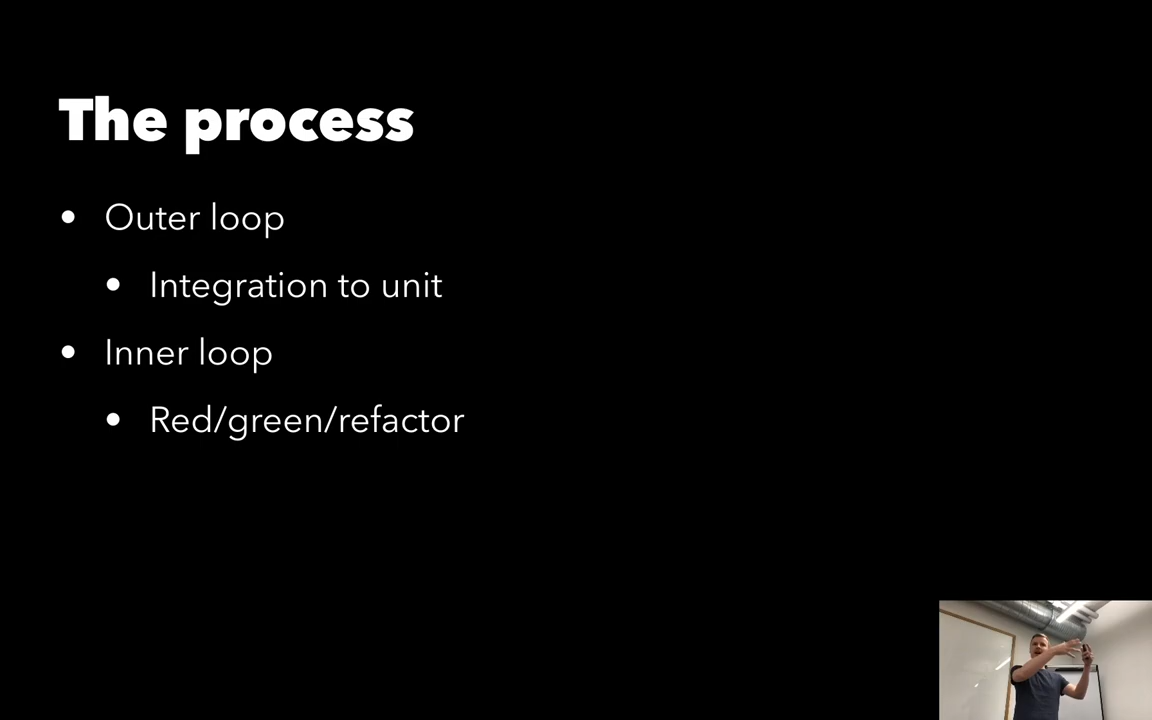 The process
• Outer loop
• Integration to unit
• Inner loop
• Red/green/refactor